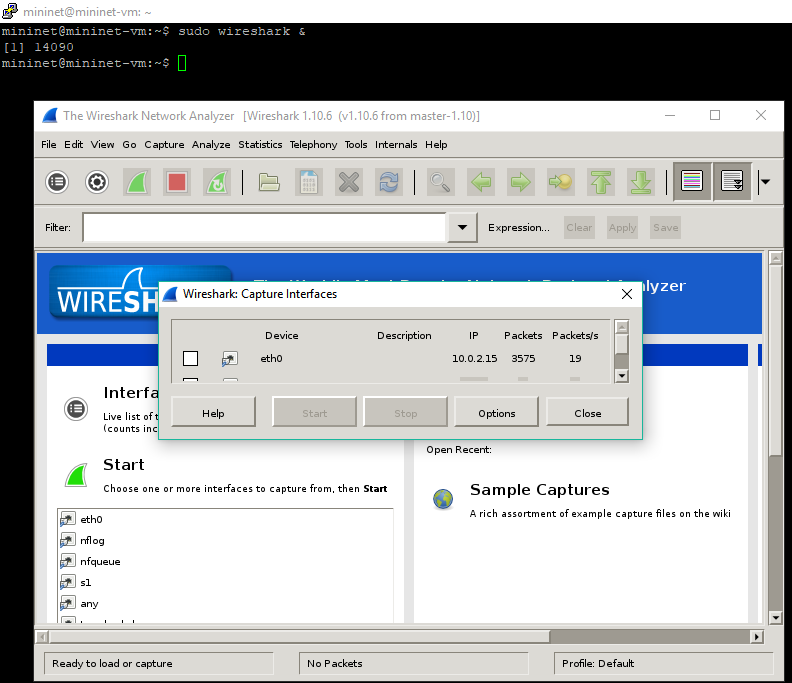 mininet@mininet-vm: ~
mininet@mininet-vm:~$ sudo wireshark &
[1] 14090
mininet@mininet-vm:~$
The Wireshark Network Analyzer [Wireshark 1.10.6 (v1.10.6 from master-1.10)]
File Edit View Go Capture Analyze Statistics Telephony Tools Internals Help
Filter: Expression... Clear Apply Save
WIRESH
Wireshark: Capture Interfaces
Device Description IP Packets Packets/s
eth0 10.0.2.15 3575 19
Help Start Stop Options Close
Live list of
(counts
Start
Choose one or more interfaces to capture from, then Start
eth0
nflog
nfqueue
s1
any
Open Recent:
Sample Captures
A rich assortment of example capture files on the wiki
Ready to load or capture No Packets Profile: Default